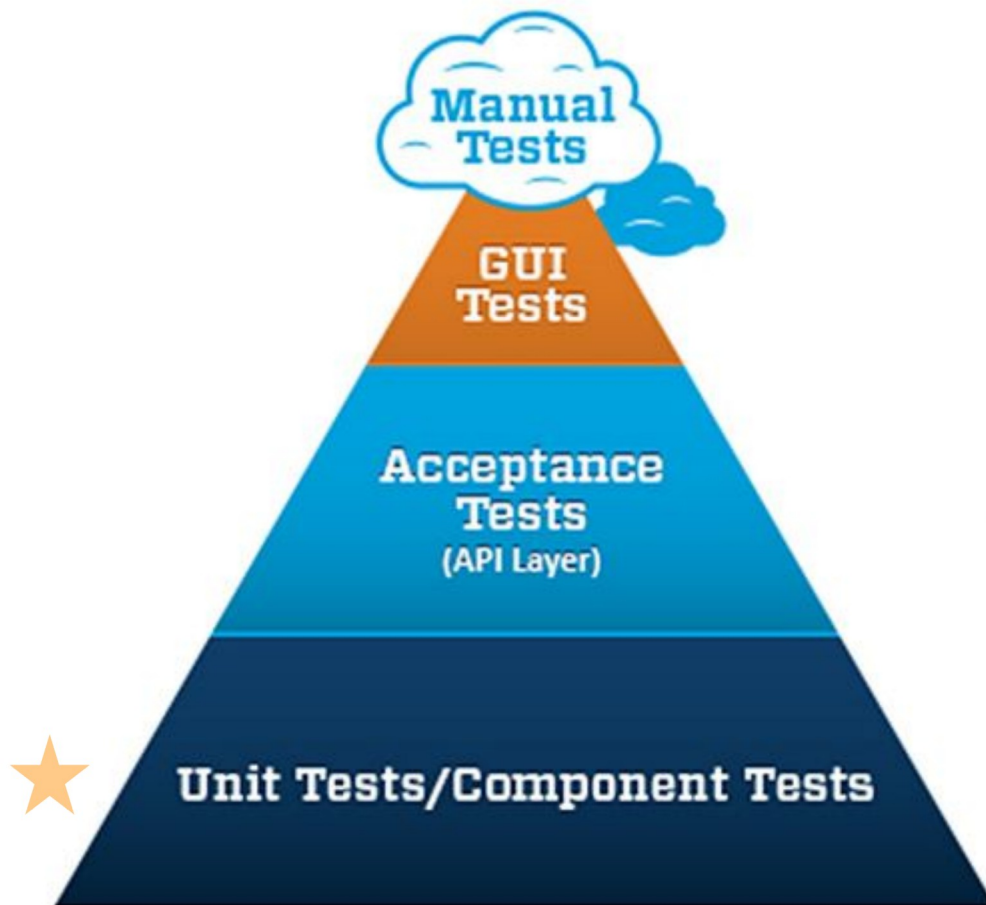 Manual
Tests
GUI
Tests
Acceptance
Tests
(API Layer)
Unit Tests/Component Tests